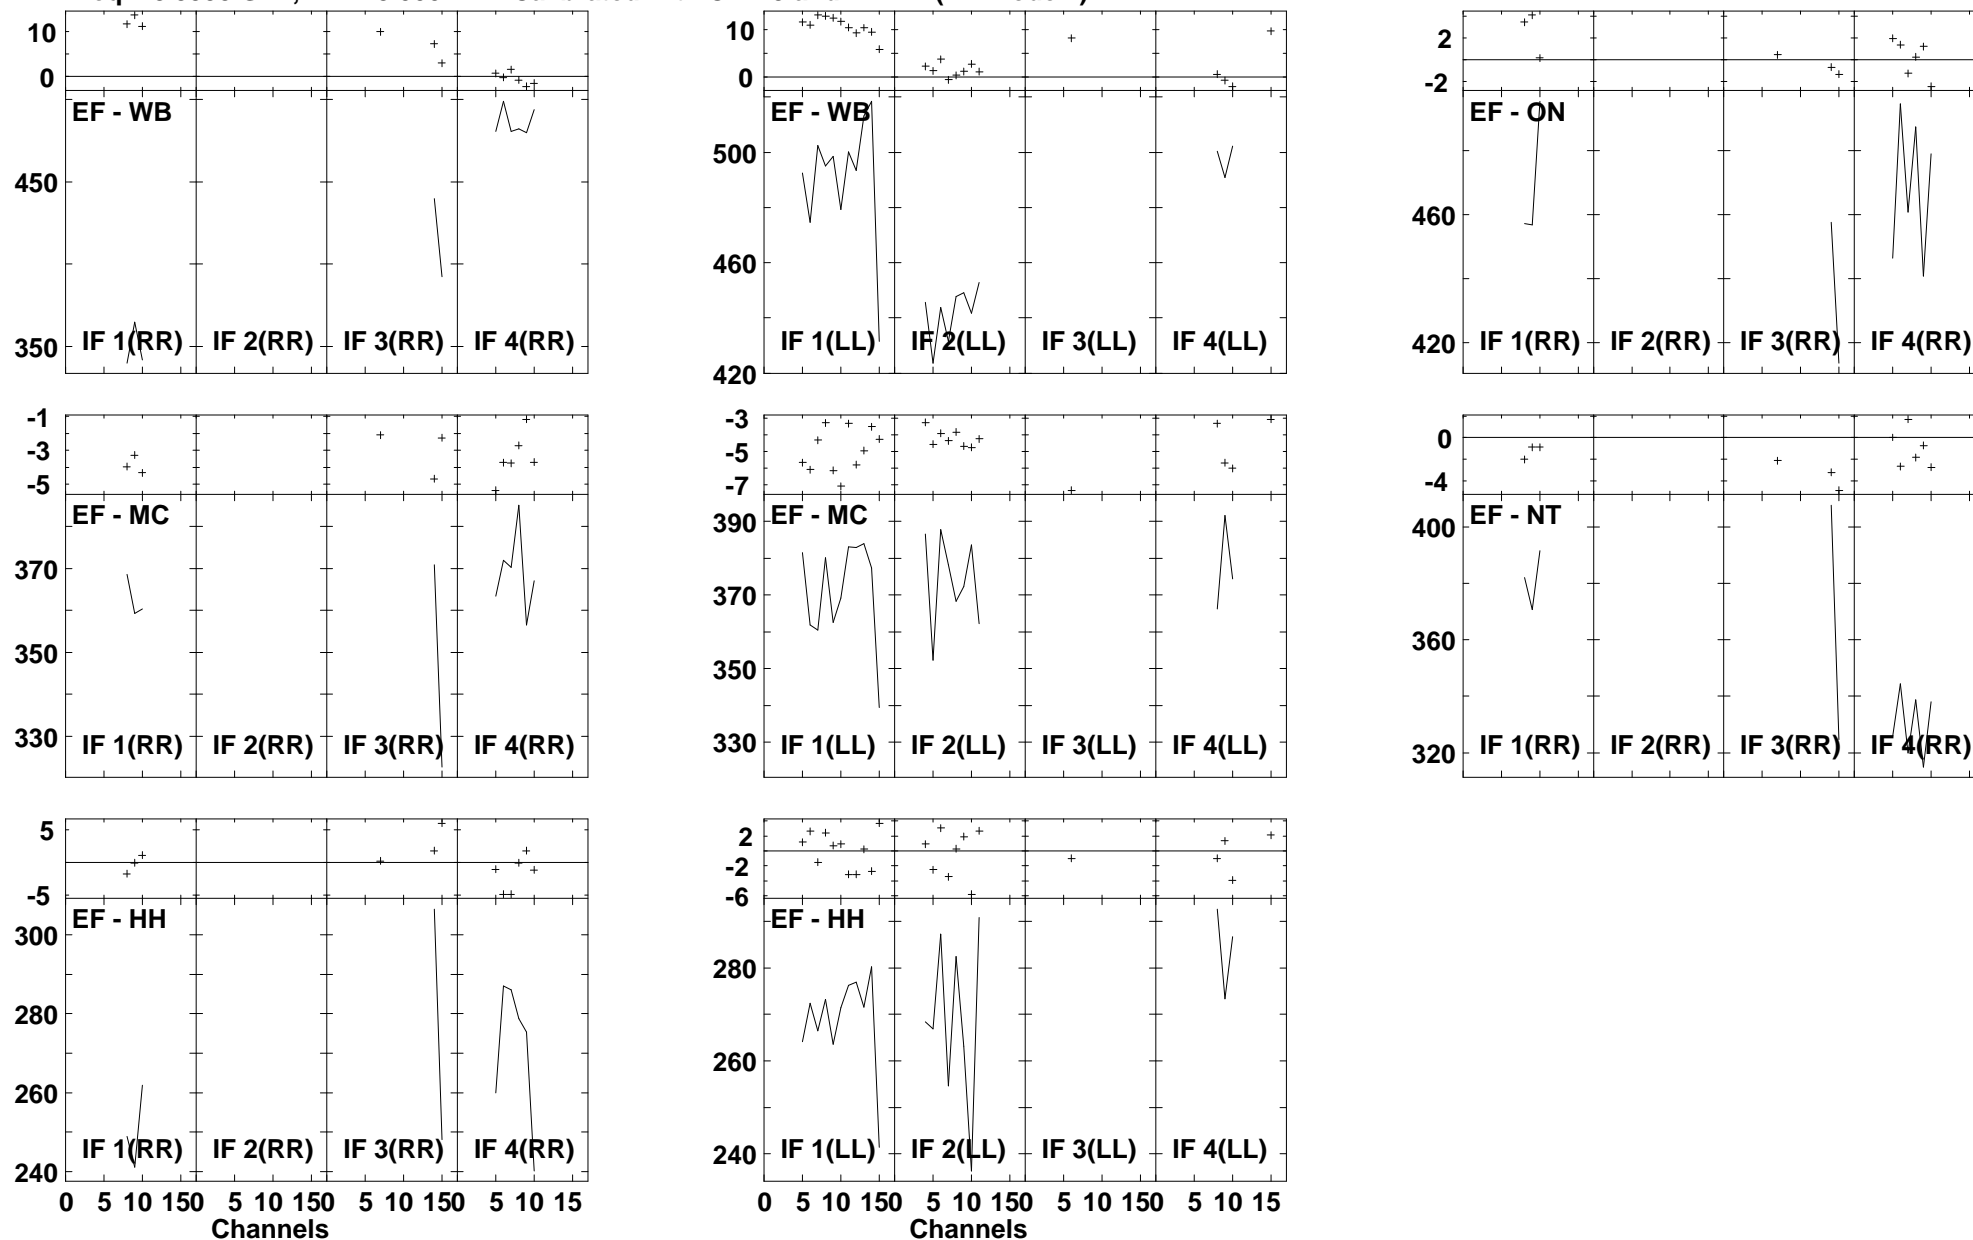 10
0
EF - WB
450
350
IF 1(RR) IF 2(RR) IF 3(RR) IF 4(RR)
10
0
EF - WB
500
460
420
IF 1(LL) IF 2(LL) IF 3(LL) IF 4(LL)
2
-2
EF - ON
460
420
IF 1(RR) IF 2(RR) IF 3(RR) IF 4(RR)
-1
-3
-5
EF - MC
370
350
330
IF 1(RR) IF 2(RR) IF 3(RR) IF 4(RR)
-3
-5
-7
EF - MC
390
370
350
330
IF 1(LL) IF 2(LL) IF 3(LL) IF 4(LL)
0
-4
EF - NT
400
360
320
IF 1(RR) IF 2(RR) IF 3(RR) IF 4(RR)
5
-5
EF - HH
300
280
260
240
IF 1(RR) IF 2(RR) IF 3(RR) IF 4(RR)
0 5 10 150 5 10 150 5 10 150 5 10 15
Channels
2
-2
-6
EF - HH
280
260
240
IF 1(LL) IF 2(LL) IF 3(LL) IF 4(LL)
0 5 10 150 5 10 150 5 10 150 5 10 15
Channels